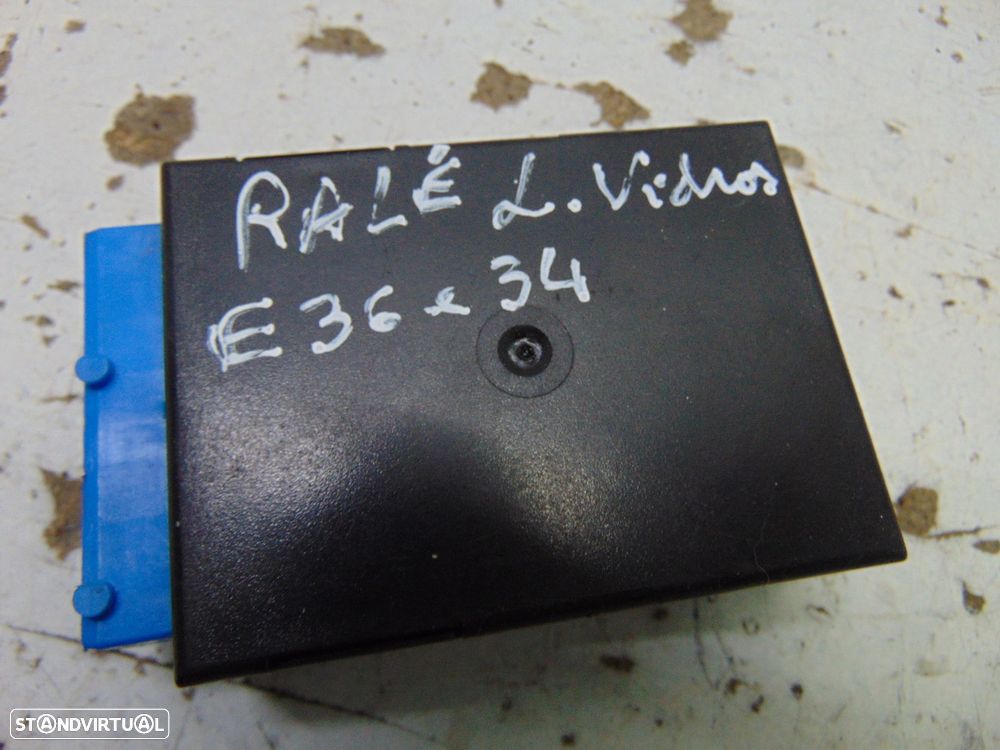 RALÉ L. Vidros
E36 e 34
STANDVIRTUAL